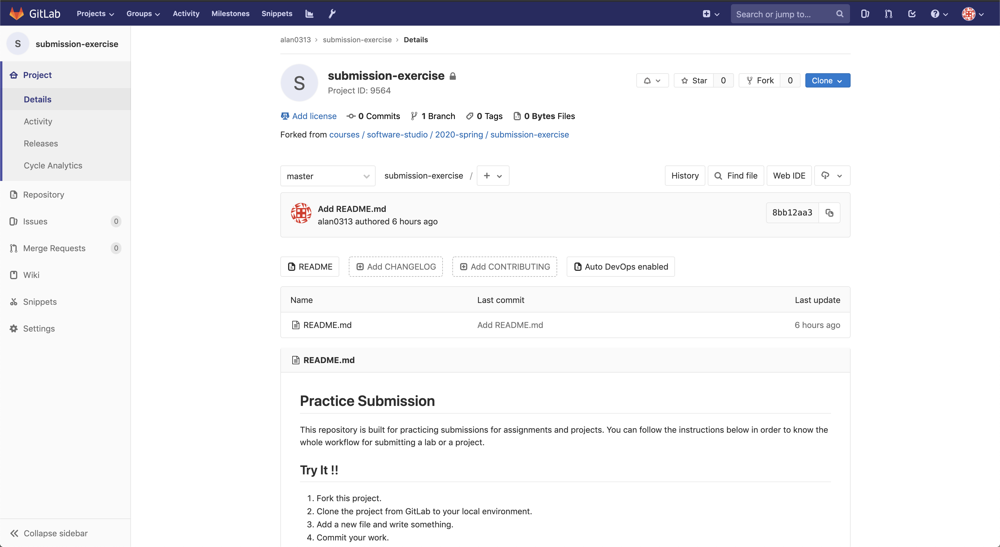 GitLab Projects Groups Activity Milestones Snippets Search or jump to...
S submission-exercise
Project
Details
Activity
Releases
Cycle Analytics
Repository
Issues 0
Merge Requests 0
Wiki
Snippets
Settings
Collapse sidebar
alan0313 › submission-exercise › Details
S
submission-exercise
Project ID: 9564
Star 0 Fork 0 Clone
Add license 0 Commits 1 Branch 0 Tags 0 Bytes Files
Forked from courses / software-studio / 2020-spring / submission-exercise
master submission-exercise / + History Find file Web IDE
Add README.md
alan0313 authored 6 hours ago
8bb12aa3
README Add CHANGELOG Add CONTRIBUTING Auto DevOps enabled
Name Last commit Last update
README.md Add README.md 6 hours ago
README.md
Practice Submission
This repository is built for practicing submissions for assignments and projects. You can follow the instructions below in order to know the
whole workflow for submitting a lab or a project.
Try It !!
1. Fork this project.
2. Clone the project from GitLab to your local environment.
3. Add a new file and write something.
4. Commit your work.